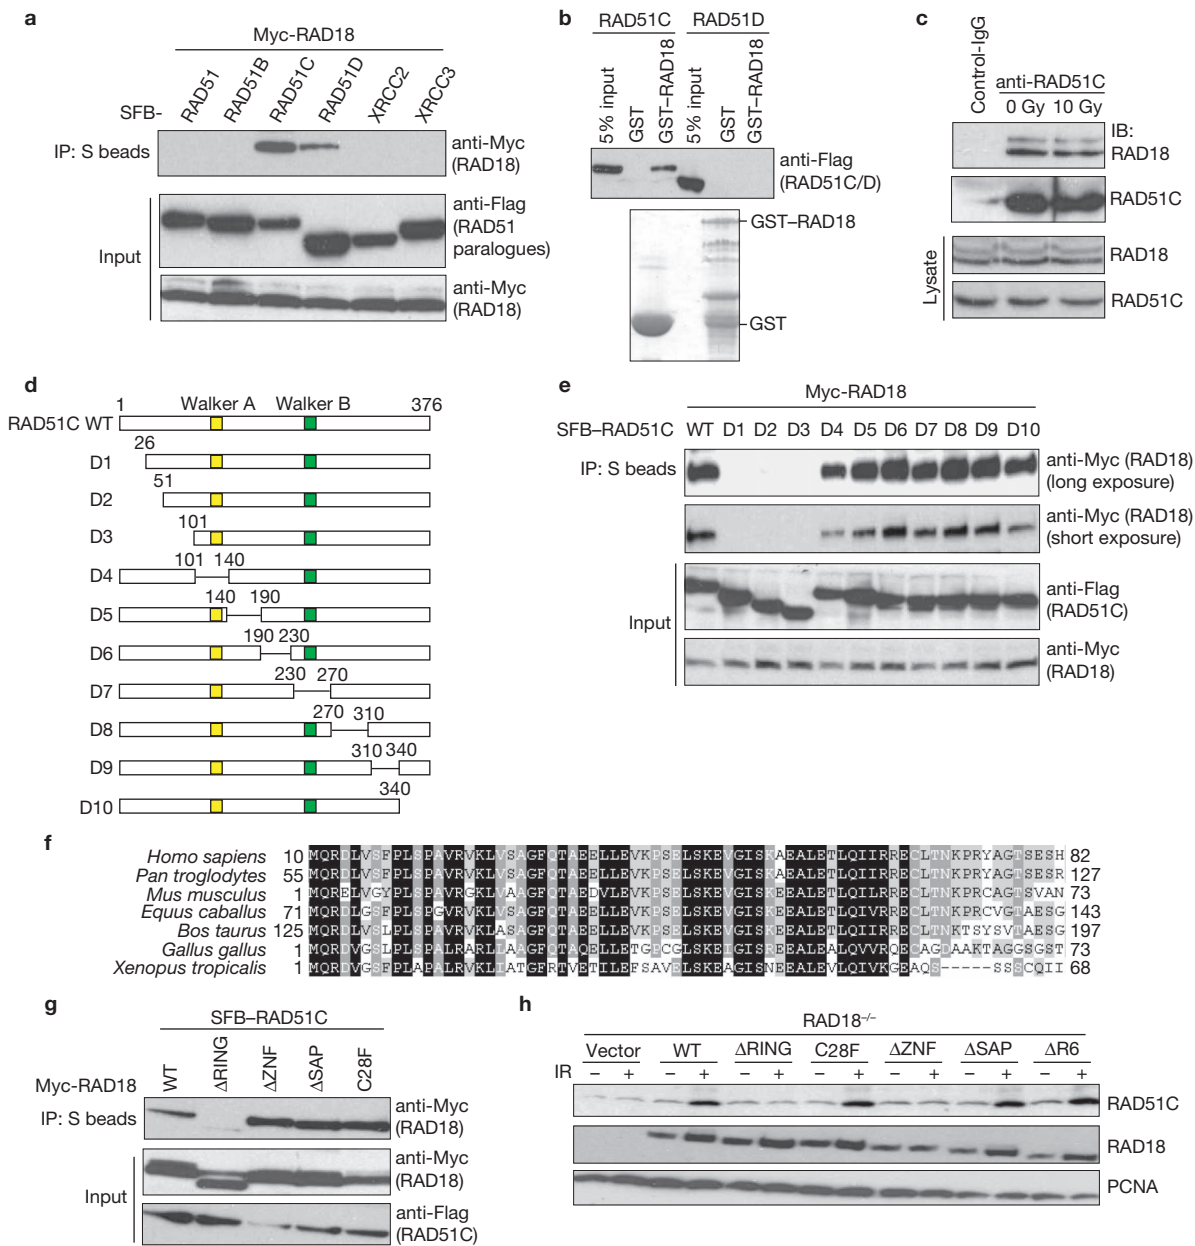 a
Myc-RAD18
SFB- RAD51 RAD51B RAD51C RAD51D XRCC2 XRCC3
IP: S beads
anti-Myc
(RAD18)
Input
anti-Flag
(RAD51
paralogues)
anti-Myc
(RAD18)
b
RAD51C RAD51D
5% input GST GST–RAD18 5% input GST GST–RAD18
anti-Flag
(RAD51C/D)
GST–RAD18
GST
c
Control-IgG
anti-RAD51C
0 Gy 10 Gy
IB:
RAD18
RAD51C
Lysate
RAD18
RAD51C
d
1 Walker A Walker B 376
RAD51C WT
26
D1
51
D2
101
D3
101 140
D4
140 190
D5
190 230
D6
230 270
D7
270 310
D8
310 340
D9
340
D10
e
Myc-RAD18
SFB–RAD51C WT D1 D2 D3 D4 D5 D6 D7 D8 D9 D10
IP: S beads
anti-Myc (RAD18)
(long exposure)
anti-Myc (RAD18)
(short exposure)
Input
anti-Flag
(RAD51C)
anti-Myc
(RAD18)
f
Homo sapiens 10 MQRDLVSFPLSPAVRVKLVSAGFQTAEELLEVKPSELSKEVGISKAEALETLQIIRRECLTNKPRYAGTSESH 82
Pan troglodytes 55 MQRDLVSFPLSPAVRVKLVSAGFQTAEELLEVKPSELSKEVGISKAEALETLQIIRRECLTNKPRYAGTSESR 127
Mus musculus 1 MQRELVGYPLSPAVRGKLVAAGFQTAEDVLEVKPSELSKEVGISKEEALETLQILRRECLTNKPRCAGTSVAN 73
Equus caballus 71 MQRDLGSFPLSPGVRVKLVSAGFQTAEELLEVKPSELSKEVGISKEEALETLQIVRRECLTNKPRCVGTAESG 143
Bos taurus 125 MQRDLVSLPLSPAVRVKLASAGFQTAEELLEVKPSELSKEVGISKEEALETLQIVRRECLTNKTSYSVTAESG 197
Gallus gallus 1 MQRDVGSLPLSPALRARLLAAGFQTAQELLETGPCGLSKEIGISREEALEALQVVRQECAGDAAKTAGGSGST 73
Xenopus tropicalis 1 MQRDVGSFPLAPALRVKLIATGFRTVETILEFSAVELSKEAGISNEEALEVLQIVKGEAQS-----SSSCQII 68
g
SFB–RAD51C
Myc-RAD18 WT ΔRING ΔZNF ΔSAP C28F
IP: S beads
anti-Myc
(RAD18)
Input
anti-Myc
(RAD18)
anti-Flag
(RAD51C)
h
RAD18–/–
Vector WT ΔRING C28F ΔZNF ΔSAP ΔR6
IR – + – + – + – + – + – + – +
RAD51C
RAD18
PCNA